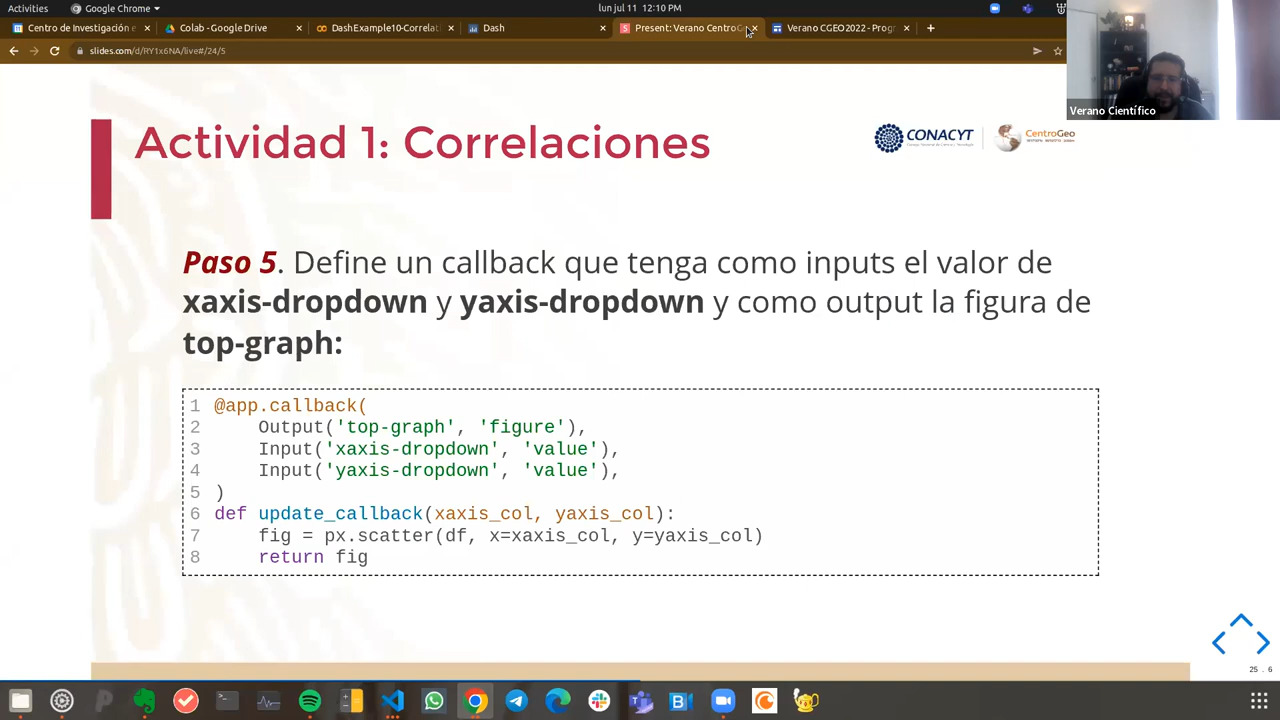 Activities
Google Chrome
lun jul 11 12:10 PM
Centro de Investigación e
Colab - Google Drive
DashExample10-Correlat
Dash
Present: Verano CentroG
Verano CGEO2022 - Progr
slides.com/d/RY1x6NA/live#/24/5
Verano Científico
Actividad 1: Correlaciones
CONACYT
CentroGeo
Paso 5. Define un callback que tenga como inputs el valor de
xaxis-dropdown y yaxis-dropdown y como output la figura de
top-graph:
1 @app.callback(
2 Output('top-graph', 'figure'),
3 Input('xaxis-dropdown', 'value'),
4 Input('yaxis-dropdown', 'value'),
5 )
6 def update_callback(xaxis_col, yaxis_col):
7 fig = px.scatter(df, x=xaxis_col, y=yaxis_col)
8 return fig
25 . 6